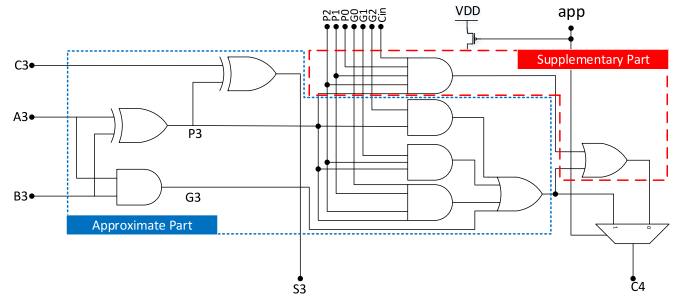 P2 P1 P0 G0 G1 G2 Cin
VDD
app
Supplementary Part
C3
A3
P3
B3
G3
Approximate Part
1 0
S3
C4